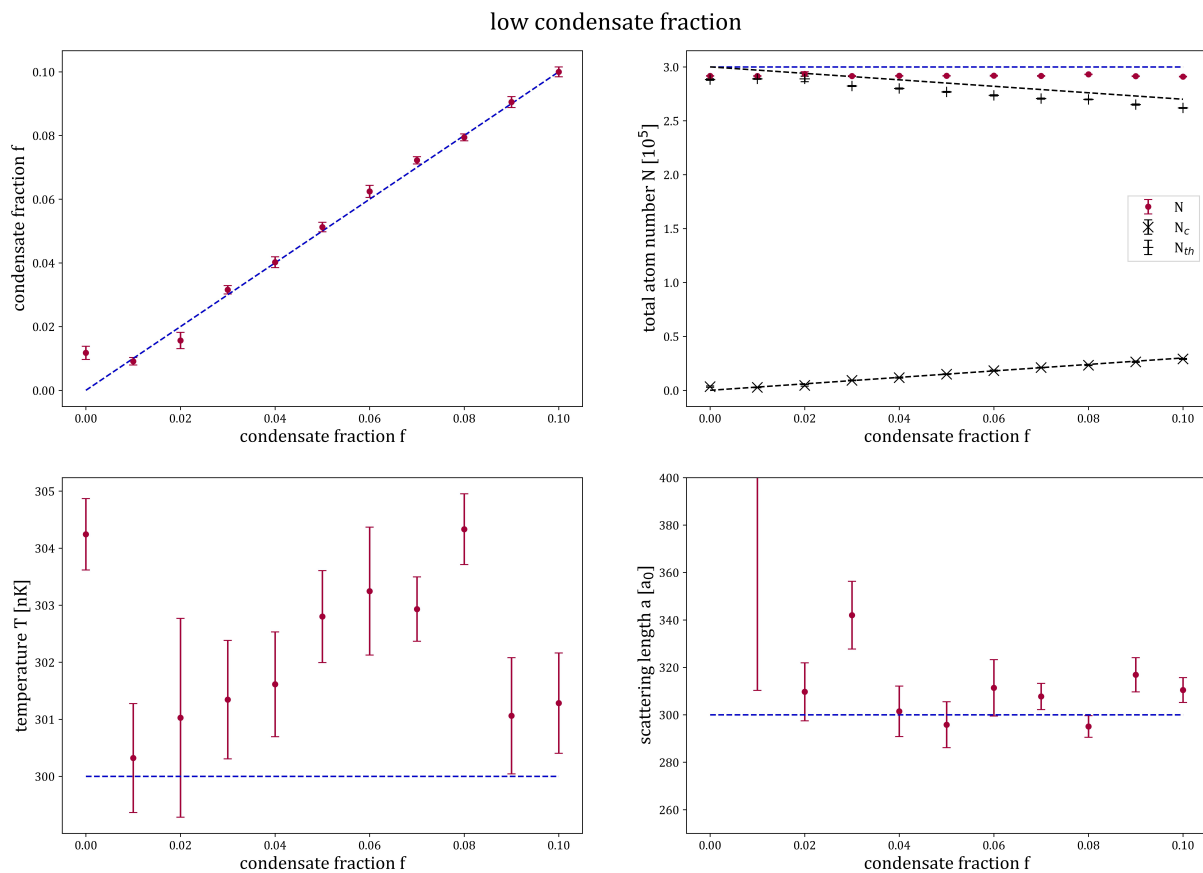 low condensate fraction
condensate fraction f
0.10
0.08
0.06
0.04
0.02
0.00
0.00 0.02 0.04 0.06 0.08 0.10
condensate fraction f
total atom number N [10⁵]
3.0
2.5
2.0
1.5
1.0
0.5
0.0
N
N_c
N_th
0.00 0.02 0.04 0.06 0.08 0.10
condensate fraction f
temperature T [nK]
305
304
303
302
301
300
0.00 0.02 0.04 0.06 0.08 0.10
condensate fraction f
scattering length a [a₀]
400
380
360
340
320
300
280
260
0.00 0.02 0.04 0.06 0.08 0.10
condensate fraction f